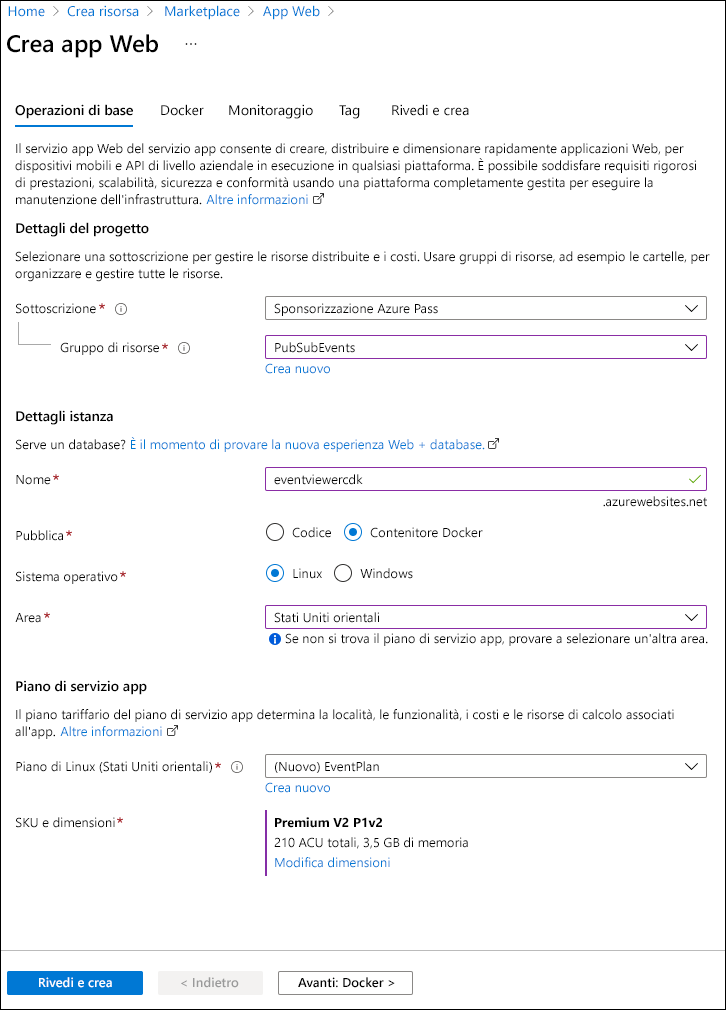 Home > Crea risorsa > Marketplace > App Web >
Crea app Web ...
Operazioni di base Docker Monitoraggio Tag Rivedi e crea
Il servizio app Web del servizio app consente di creare, distribuire e dimensionare rapidamente applicazioni Web, per
dispositivi mobili e API di livello aziendale in esecuzione in qualsiasi piattaforma. È possibile soddisfare requisiti rigorosi
di prestazioni, scalabilità, sicurezza e conformità usando una piattaforma completamente gestita per eseguire la
manutenzione dell'infrastruttura. Altre informazioni
Dettagli del progetto
Selezionare una sottoscrizione per gestire le risorse distribuite e i costi. Usare gruppi di risorse, ad esempio le cartelle, per
organizzare e gestire tutte le risorse.
Sottoscrizione* Sponsorizzazione Azure Pass
Gruppo di risorse* PubSubEvents
Crea nuovo
Dettagli istanza
Serve un database? È il momento di provare la nuova esperienza Web + database.
Nome* eventviewercdk
.azurewebsites.net
Pubblica* Codice Contenitore Docker
Sistema operativo* Linux Windows
Area* Stati Uniti orientali
Se non si trova il piano di servizio app, provare a selezionare un'altra area.
Piano di servizio app
Il piano tariffario del piano di servizio app determina la località, le funzionalità, i costi e le risorse di calcolo associati
all'app. Altre informazioni
Piano di Linux (Stati Uniti orientali)* (Nuovo) EventPlan
Crea nuovo
SKU e dimensioni* Premium V2 P1v2
210 ACU totali, 3,5 GB di memoria
Modifica dimensioni
Rivedi e crea < Indietro Avanti: Docker >